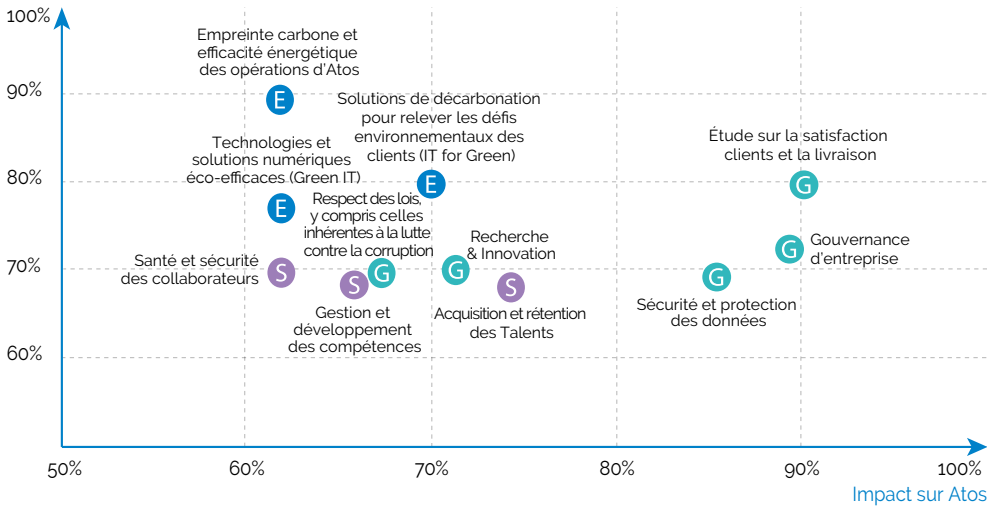 100%
90%
80%
70%
60%
Empreinte carbone et
efficacité énergétique
des opérations d’Atos
E
Solutions de décarbonation
pour relever les défis
environnementaux des
clients (IT for Green)
E
Technologies et
solutions numériques
éco-efficaces (Green IT)
E
Étude sur la satisfaction
clients et la livraison
G
Respect des lois,
y compris celles
inhérentes à la lutte
contre la corruption
G
Recherche
& Innovation
G
Gouvernance
d’entreprise
G
Santé et sécurité
des collaborateurs
S
S
Gestion et
développement
des compétences
S
Acquisition et rétention
des Talents
G
Sécurité et protection
des données
50%
60%
70%
80%
90%
100%
Impact sur Atos